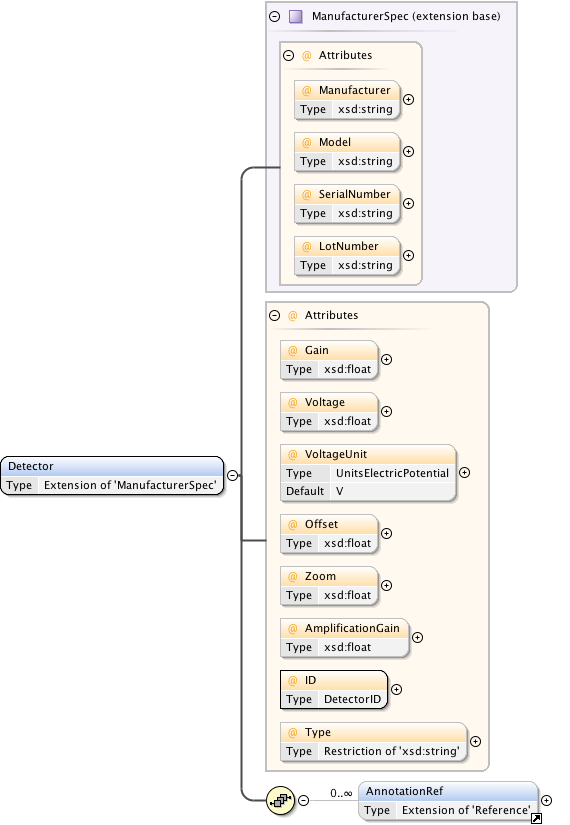 ManufacturerSpec (extension base)
@ Attributes
@ Manufacturer
Type xsd:string
@ Model
Type xsd:string
@ SerialNumber
Type xsd:string
@ LotNumber
Type xsd:string
@ Attributes
@ Gain
Type xsd:float
@ Voltage
Type xsd:float
@ VoltageUnit
Type UnitsElectricPotential
Default V
Detector
Type Extension of 'ManufacturerSpec'
@ Offset
Type xsd:float
@ Zoom
Type xsd:float
@ AmplificationGain
Type xsd:float
@ ID
Type DetectorID
@ Type
Type Restriction of 'xsd:string'
0..∞
AnnotationRef
Type Extension of 'Reference'